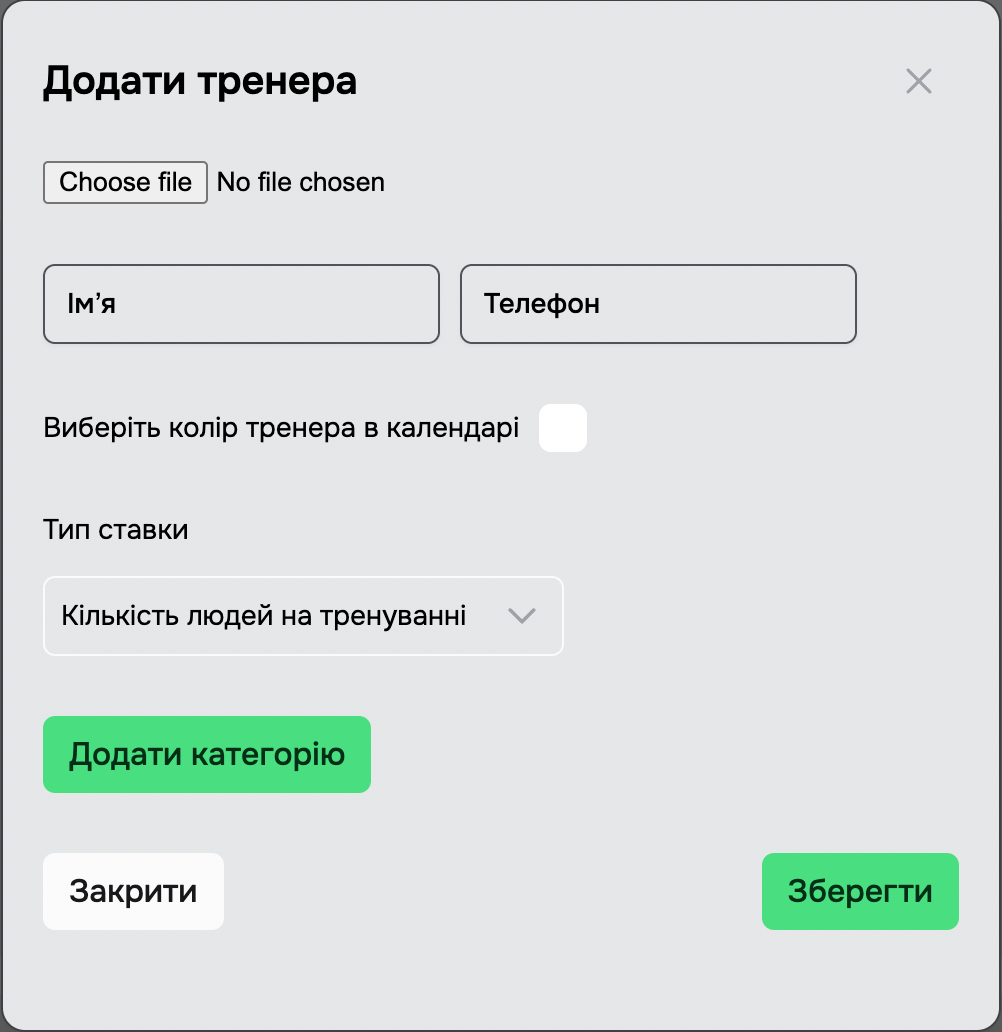 Додати тренера
Choose file No file chosen
Ім’я
Телефон
Виберіть колір тренера в календарі
Тип ставки
Кількість людей на тренуванні
Додати категорію
Закрити
Зберегти